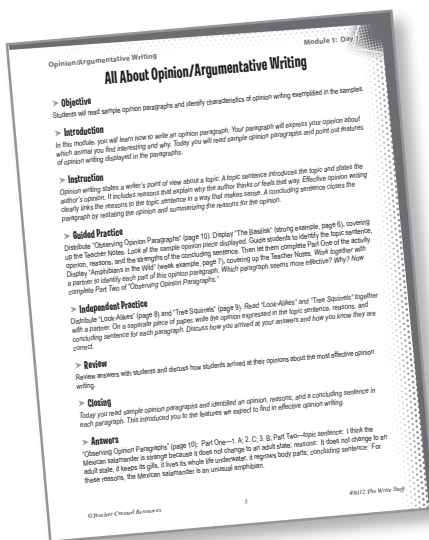 Opinion/Argumentative Writing
Module 1: Day
All About Opinion/Argumentative Writing
➤ Objective
Students will read sample opinion paragraphs and identify characteristics of opinion writing exemplified in the samples.
➤ Introduction
In this module, you will learn how to write an opinion paragraph. Your paragraph will express your opinion about
which animal you find interesting and why. Today you will read sample opinion paragraphs and point out features
of opinion writing displayed in the paragraphs.
➤ Instruction
Opinion writing states a writer's point of view about a topic. A topic sentence introduces the topic and states the
author's opinion. It includes reasons that explain why the author thinks or feels that way. Effective opinion writing
clearly links the reasons to the topic sentence in a way that makes sense. A concluding sentence closes the
paragraph by restating the opinion and summarizing the reasons for the opinion.
➤ Guided Practice
Distribute "Observing Opinion Paragraphs" (page 10). Display "The Basilisk" (strong example, page 6), covering
up the Teacher Notes. Look at the sample opinion piece displayed. Guide students to identify the topic sentence,
opinion, reasons, and the strengths of the concluding sentence. Then let them complete Part One of the activity.
Display "Amphibians in the Wild" (weak example, page 7), covering up the Teacher Notes. Work together with
a partner to identify each part of this opinion paragraph. Which paragraph seems more effective? Why? Now
complete Part Two of "Observing Opinion Paragraphs."
➤ Independent Practice
Distribute "Look-Alikes" (page 8) and "Tree Squirrels" (page 9). Read "Look-Alikes" and "Tree Squirrels" together
with a partner. On a separate piece of paper, write the opinion expressed in the topic sentence, reasons, and
concluding sentence for each paragraph. Discuss how you arrived at your answers and how you know they are
correct.
➤ Review
Review answers with students and discuss how students arrived at their opinions about the most effective opinion
writing.
➤ Closing
Today you read sample opinion paragraphs and identified an opinion, reasons, and a concluding sentence in
each paragraph. This introduced you to the features we expect to find in effective opinion writing.
➤ Answers
"Observing Opinion Paragraphs" (page 10): Part One—1. A; 2. C; 3. B; Part Two—topic sentence: I think the
Mexican salamander is strange because it does not change to an adult state; reasons: It does not change to an
adult state, it keeps its gills, it lives its whole life underwater, it regrows body parts; concluding sentence: For
these reasons, the Mexican salamander is an unusual amphibian.
©Teacher Created Resources
5
#8012 The Write Stuff